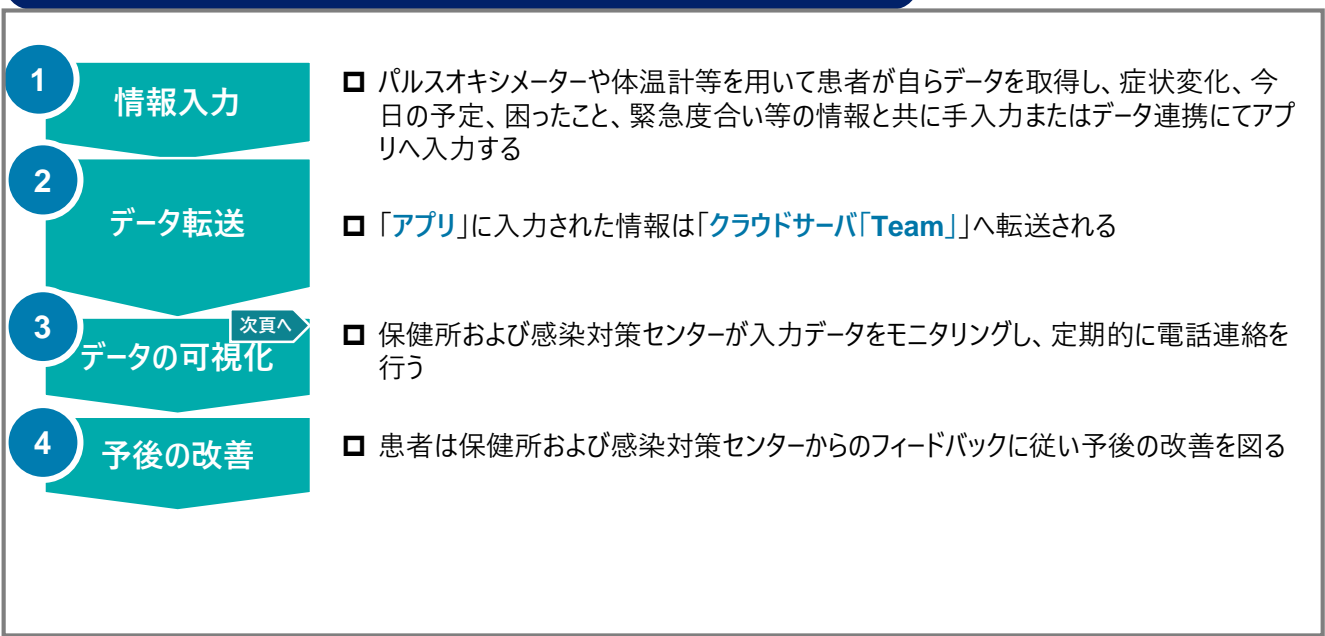 1
情報入力
パルスオキシメーターや体温計等を用いて患者が自らデータを取得し、症状変化、今
日の予定、困ったこと、緊急度合い等の情報と共に手入力またはデータ連携にてアプ
リへ入力する
2
データ転送
「アプリ」に入力された情報は「クラウドサーバ「Team」」へ転送される
3
次頁へ
データの可視化
保健所および感染対策センターが入力データをモニタリングし、定期的に電話連絡を
行う
4
予後の改善
患者は保健所および感染対策センターからのフィードバックに従い予後の改善を図る